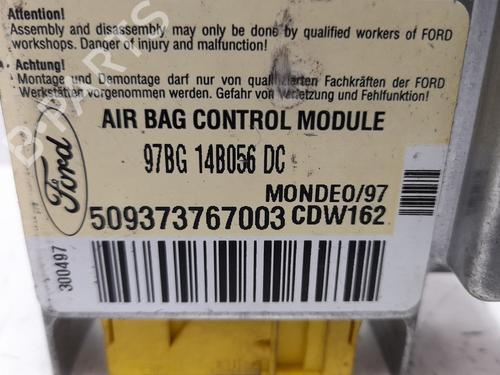 Attention!
Assembly and disassembly may only be done by qualified workers of FORD
workshops. Danger of injury and malfunction!
Achtung!
Montage und Demontage darf nur von qualifizierten Fachkräften der FORD
Werkstätten vorgenommen werden. Gefahr von Verletzung und Fehlfunktion!
Ford
AIR BAG CONTROL MODULE
97BG 14B056 DC
MONDEO/97
509373767003 CDW162
300497
B-PARTS